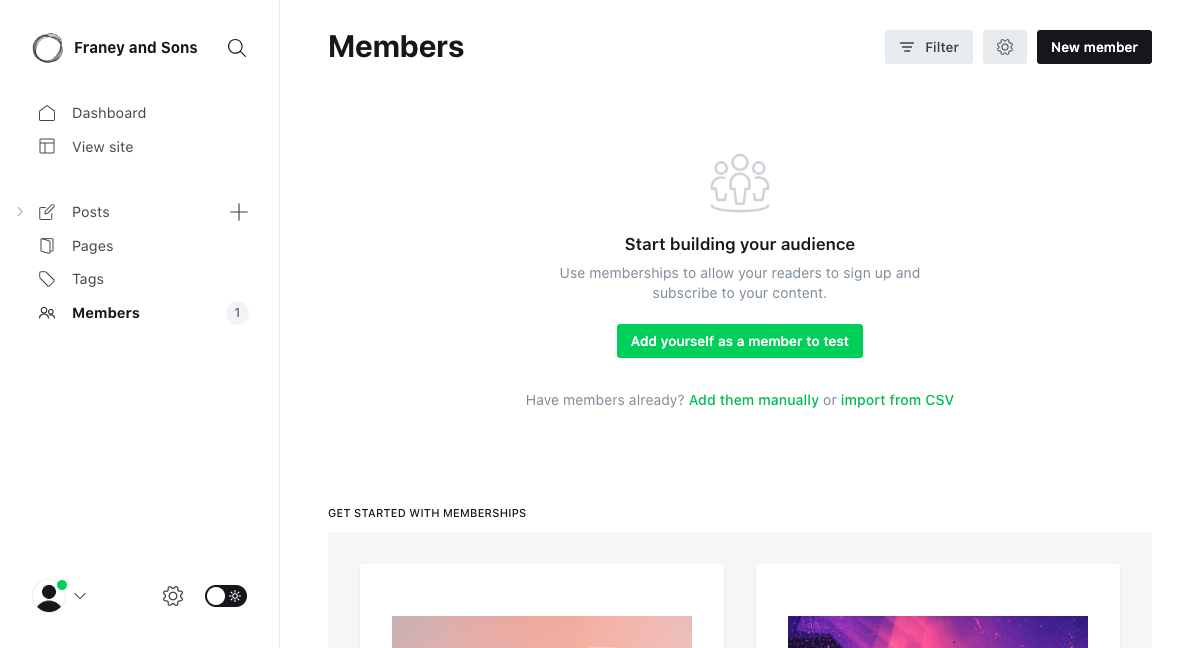 Franey and Sons
Dashboard
View site
Posts
Pages
Tags
Members
1
Members
Filter
New member
Start building your audience
Use memberships to allow your readers to sign up and
subscribe to your content.
Add yourself as a member to test
Have members already? Add them manually or import from CSV
GET STARTED WITH MEMBERSHIPS